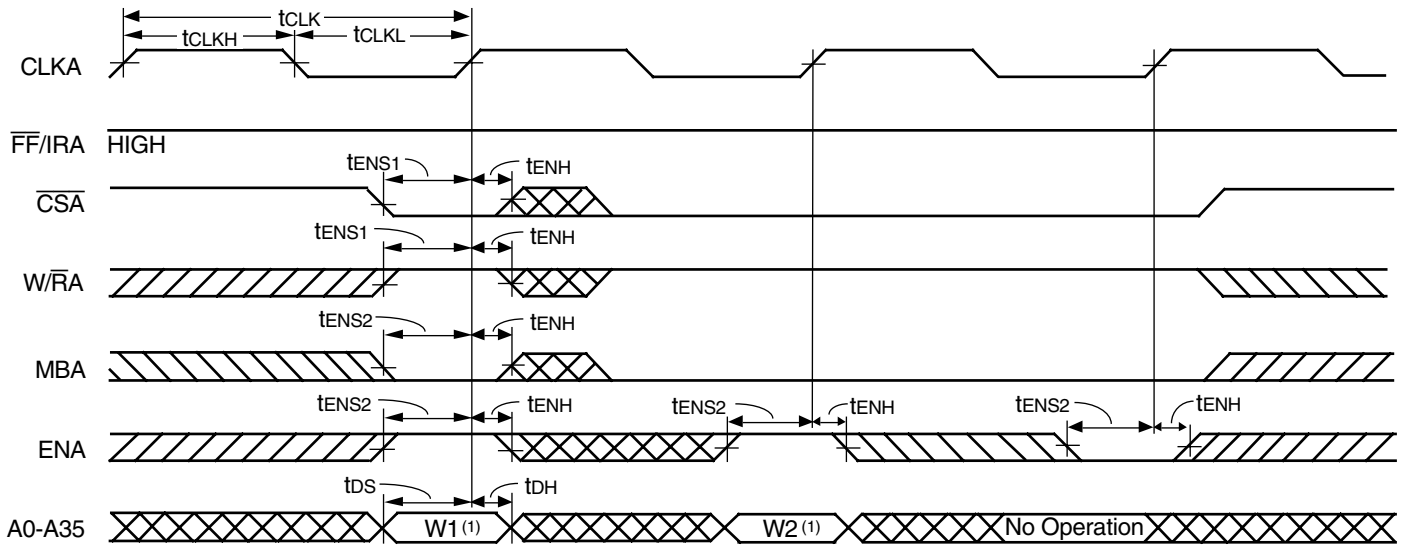 tCLK
tCLKH tCLKL
CLKA
FF/IRA HIGH
tENS1 tENH
CSA
tENS1 tENH
W/RA
tENS2 tENH
MBA
tENS2 tENH tENS2 tENH tENS2 tENH
ENA
tDS tDH
A0-A35 W1 (1) W2 (1) No Operation